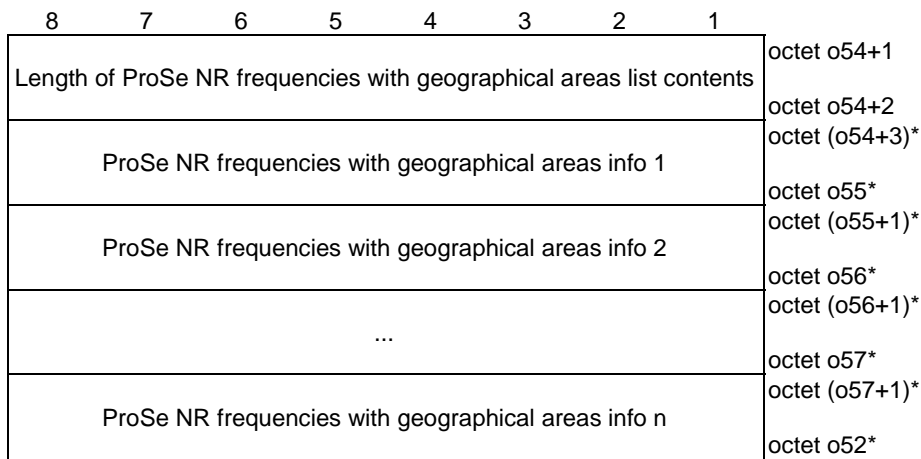 8 7 6 5 4 3 2 1
octet o54+1
Length of ProSe NR frequencies with geographical areas list contents
octet o54+2
octet (o54+3)*
ProSe NR frequencies with geographical areas info 1
octet o55*
octet (o55+1)*
ProSe NR frequencies with geographical areas info 2
octet o56*
octet (o56+1)*
...
octet o57*
octet (o57+1)*
ProSe NR frequencies with geographical areas info n
octet o52*